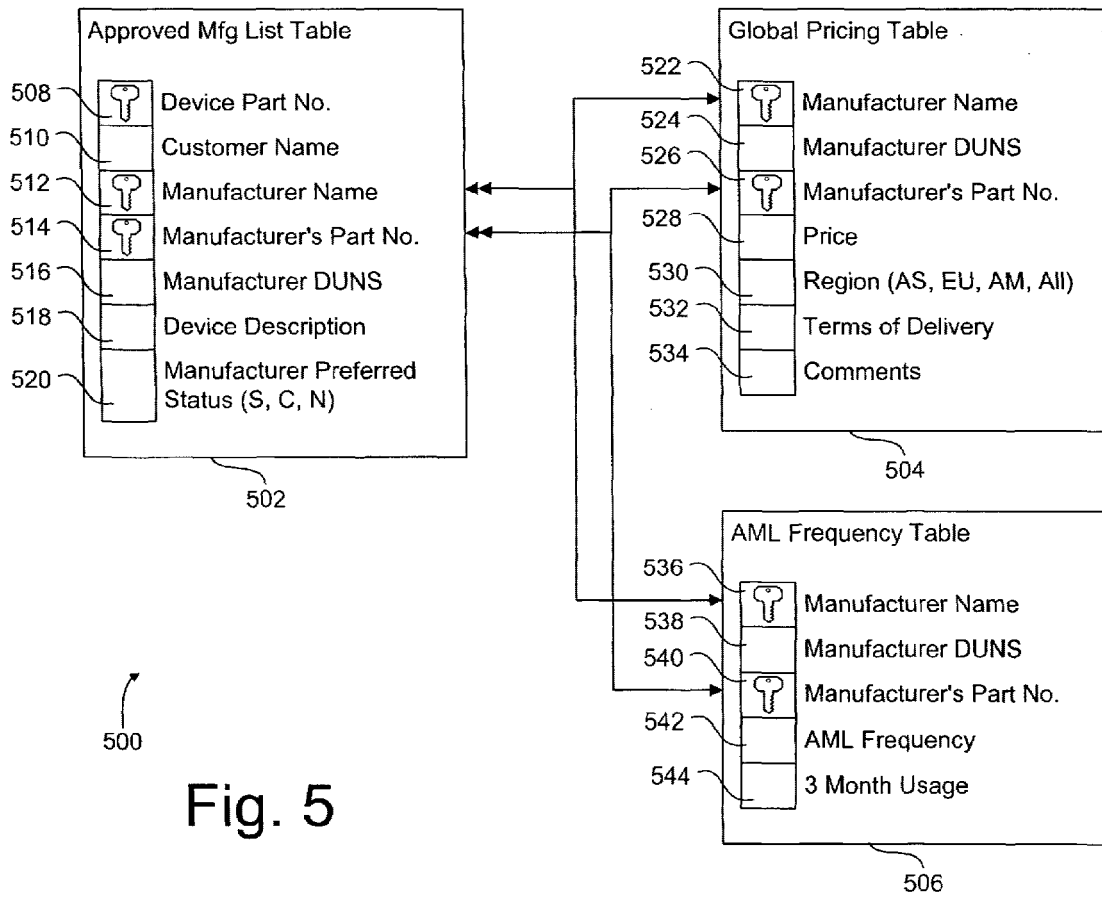 Approved Mfg List Table
508
Device Part No.
510
Customer Name
512
Manufacturer Name
514
Manufacturer's Part No.
516
Manufacturer DUNS
518
Device Description
520
Manufacturer Preferred
Status (S, C, N)
502
Global Pricing Table
522
Manufacturer Name
524
Manufacturer DUNS
526
Manufacturer's Part No.
528
Price
530
Region (AS, EU, AM, All)
532
Terms of Delivery
534
Comments
504
AML Frequency Table
536
Manufacturer Name
538
Manufacturer DUNS
540
Manufacturer's Part No.
542
AML Frequency
544
3 Month Usage
506
500
Fig. 5